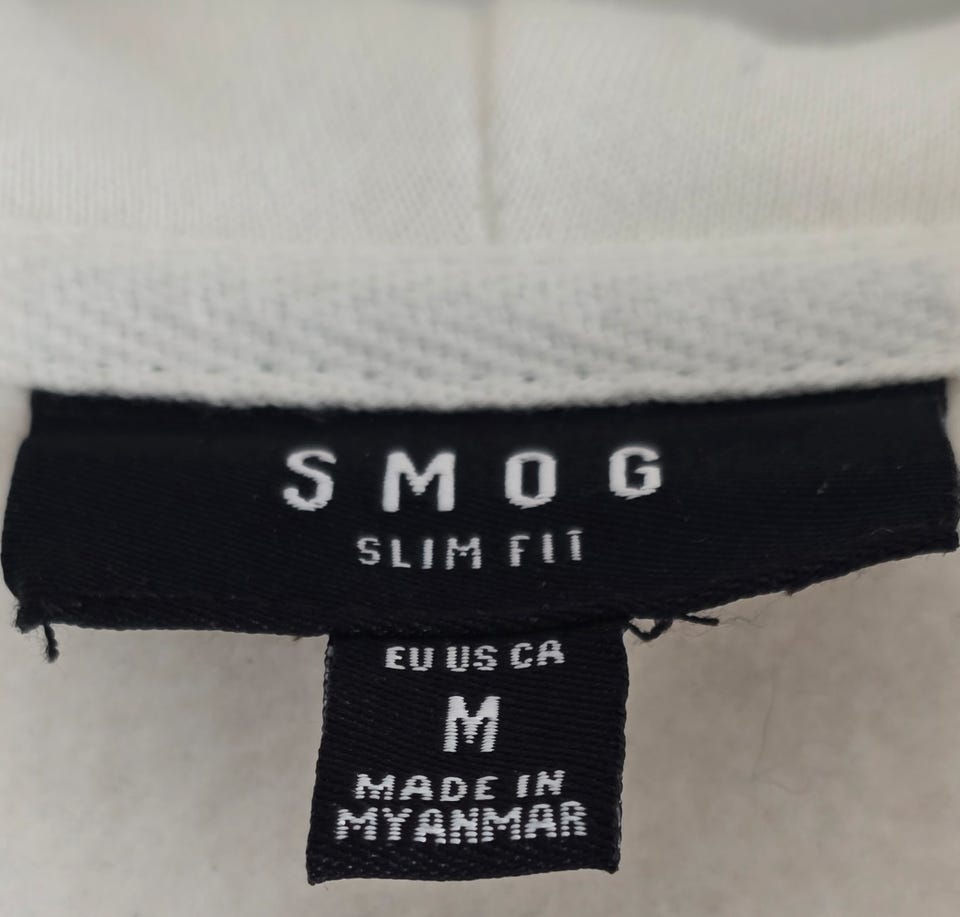 SMOG
SLIM FIT
EU US CA
M
MADE IN
MYANMAR